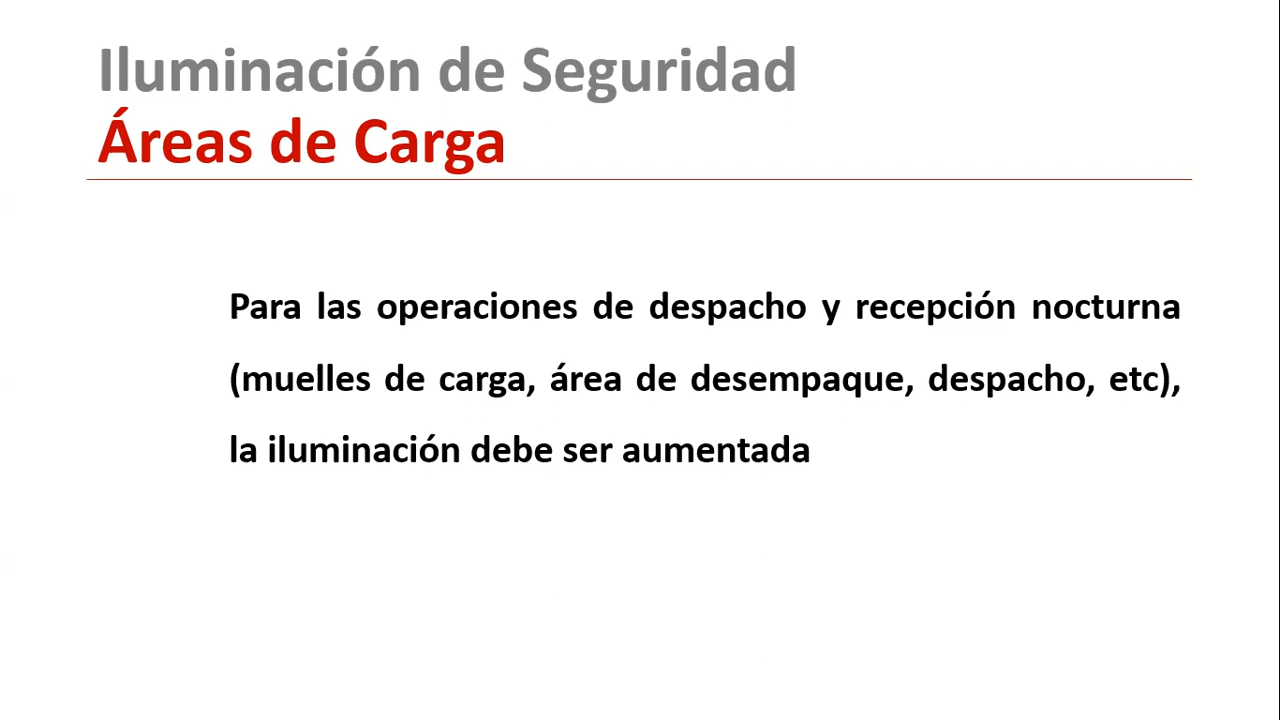 Iluminación de Seguridad
Áreas de Carga
Para las operaciones de despacho y recepción nocturna
(muelles de carga, área de desempaque, despacho, etc),
la iluminación debe ser aumentada